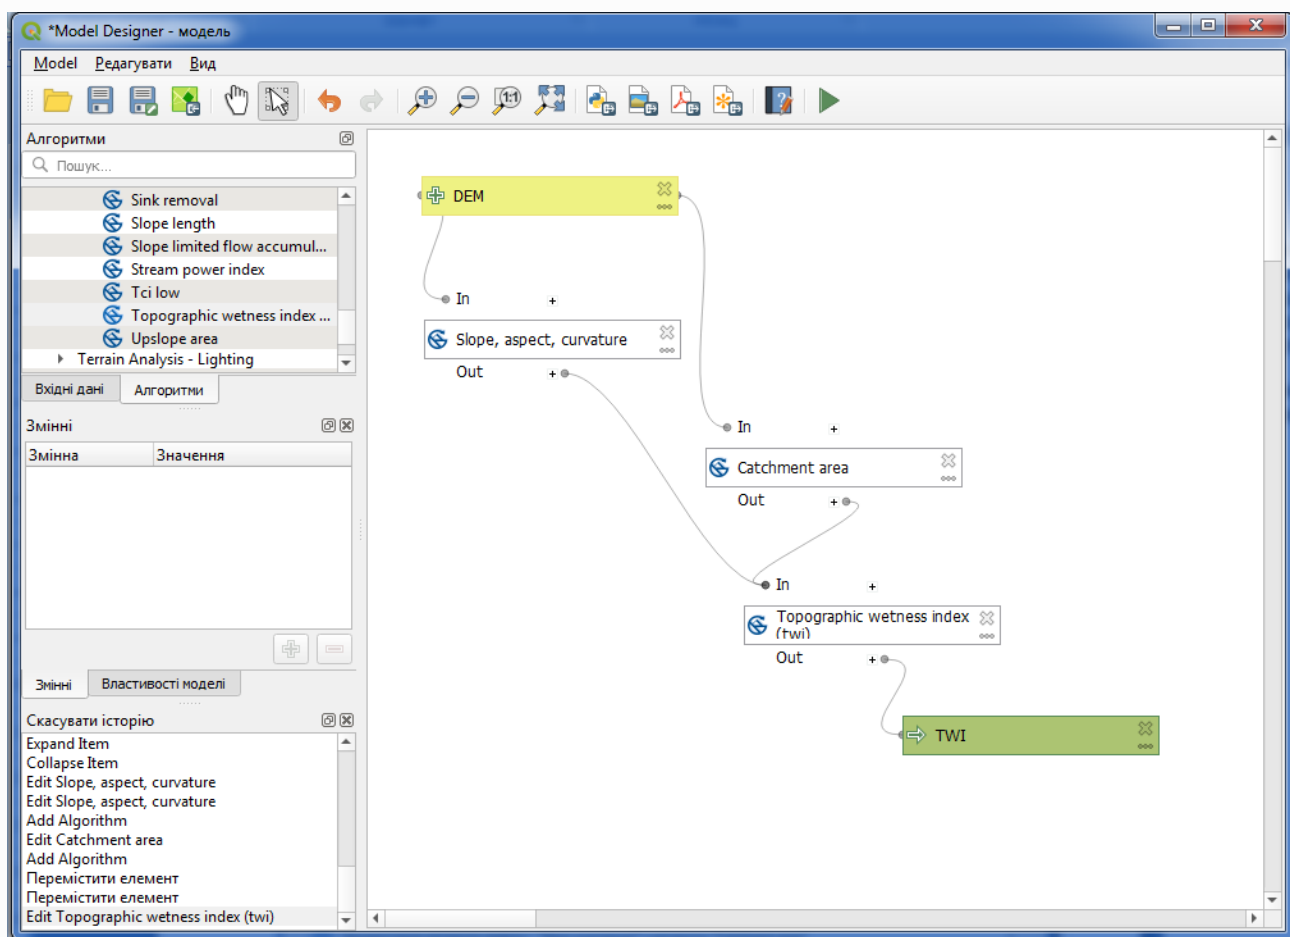 *Model Designer - модель
Model Редагувати Вид
1:1
Алгоритми
Пошук...
Sink removal
Slope length
Slope limited flow accumul...
Stream power index
Tci low
Topographic wetness index ...
Upslope area
Terrain Analysis - Lighting
Вхідні дані Алгоритми
Змінні
Змінна Значення
Змінні Властивості моделі
Скасувати історію
Expand Item
Collapse Item
Edit Slope, aspect, curvature
Edit Slope, aspect, curvature
Add Algorithm
Edit Catchment area
Add Algorithm
Перемістити елемент
Перемістити елемент
Edit Topographic wetness index (twi)
DEM
In +
Slope, aspect, curvature
Out +
In +
Catchment area
Out +
In +
Topographic wetness index
(twi)
Out +
TWI